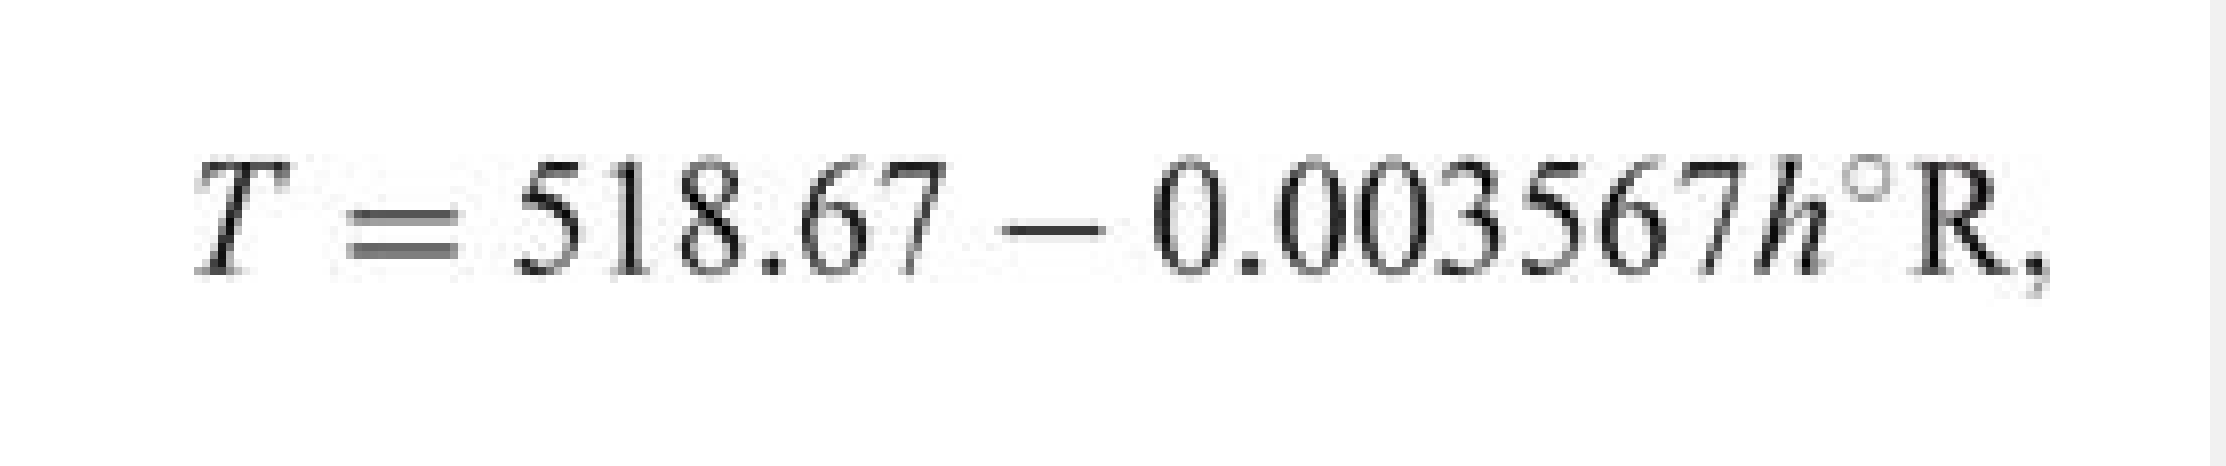 T = 518.67 − 0.003567h°R,